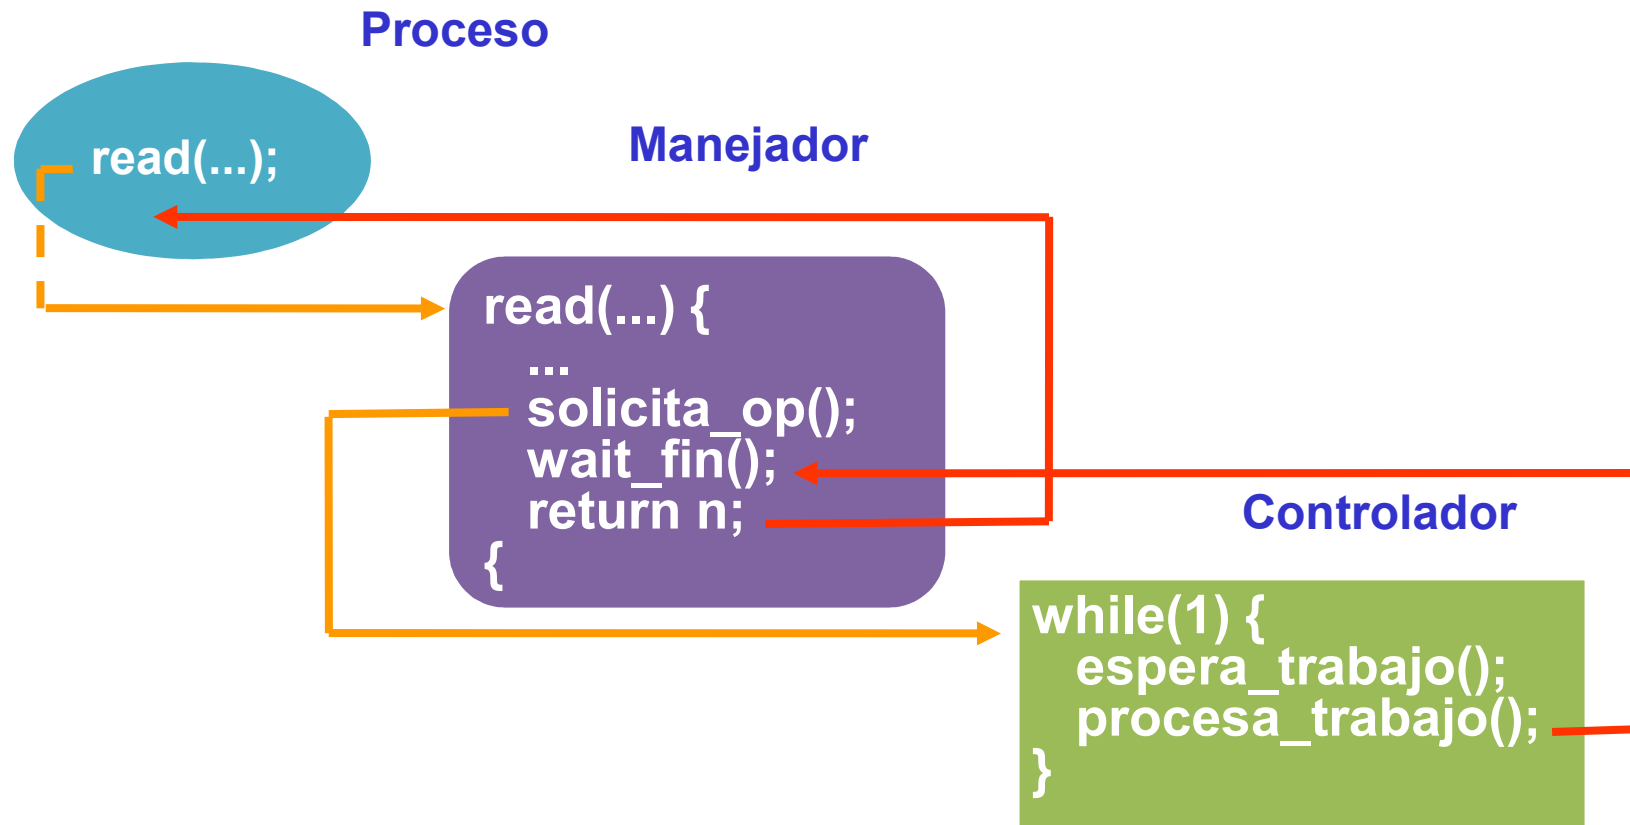 Proceso
read(...);
Manejador
read(...) {
...
solicita_op();
wait_fin();
return n;
{
Controlador
while(1) {
espera_trabajo();
procesa_trabajo();
}